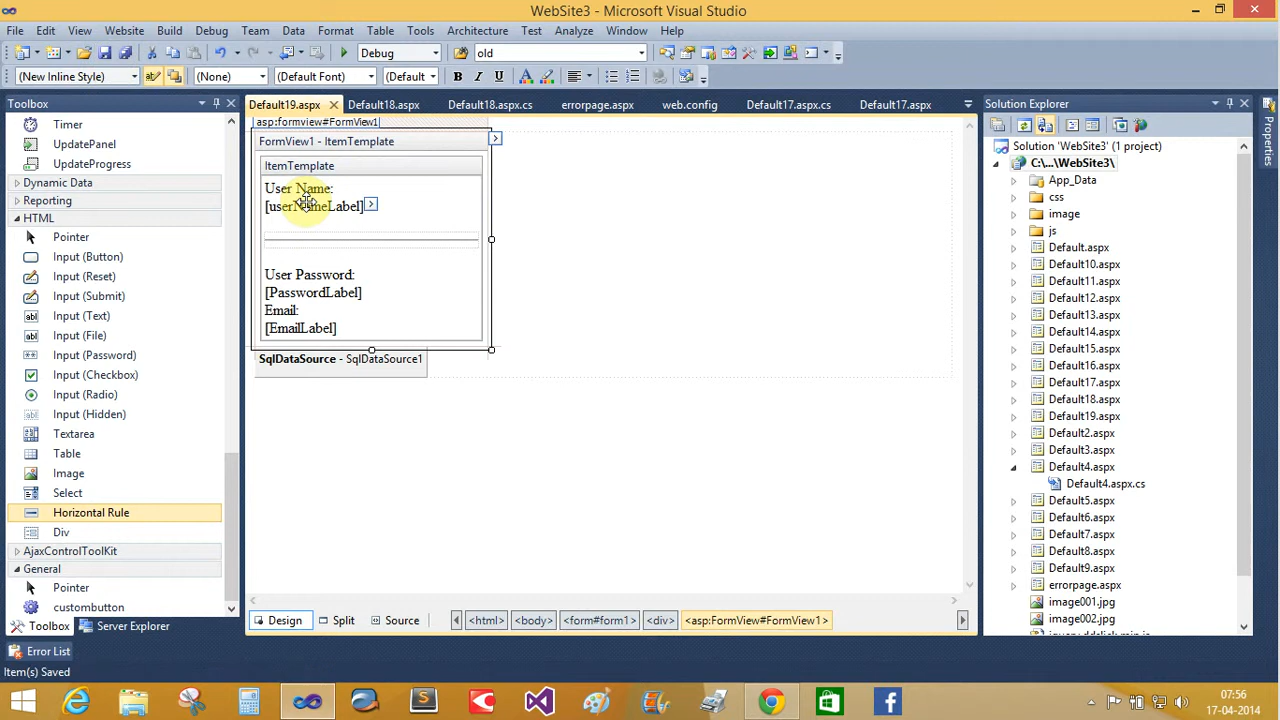 WebSite3 - Microsoft Visual Studio
File Edit View Website Build Debug Team Data Format Table Tools Architecture Test Analyze Window Help
Debug old
(New Inline Style) (None) (Default Font) (Default B I U A
Toolbox
Default19.aspx Default18.aspx Default18.aspx.cs errorpage.aspx web.config Default17.aspx.cs Default17.aspx
Solution Explorer
Timer
UpdatePanel
UpdateProgress
Dynamic Data
Reporting
HTML
Pointer
Input (Button)
Input (Reset)
Input (Submit)
Input (Text)
Input (File)
Input (Password)
Input (Checkbox)
Input (Radio)
Input (Hidden)
Textarea
Table
Image
Select
Horizontal Rule
Div
AjaxControlToolKit
General
Pointer
custombutton
Toolbox Server Explorer
asp:formview#FormView1
FormView1 - ItemTemplate
ItemTemplate
User Name:
[userNameLabel]
User Password:
[PasswordLabel]
Email:
[EmailLabel]
SqlDataSource - SqlDataSource1
Design Split Source <html> <body> <form#form1> <div> <asp:FormView#FormView1>
Solution 'WebSite3' (1 project)
C:\...\WebSite3\
App_Data
css
image
js
Default.aspx
Default10.aspx
Default11.aspx
Default12.aspx
Default13.aspx
Default14.aspx
Default15.aspx
Default16.aspx
Default17.aspx
Default18.aspx
Default19.aspx
Default2.aspx
Default3.aspx
Default4.aspx
Default4.aspx.cs
Default5.aspx
Default6.aspx
Default7.aspx
Default8.aspx
Default9.aspx
errorpage.aspx
image001.jpg
image002.jpg
Properties
Error List
Item(s) Saved
07:56
17-04-2014